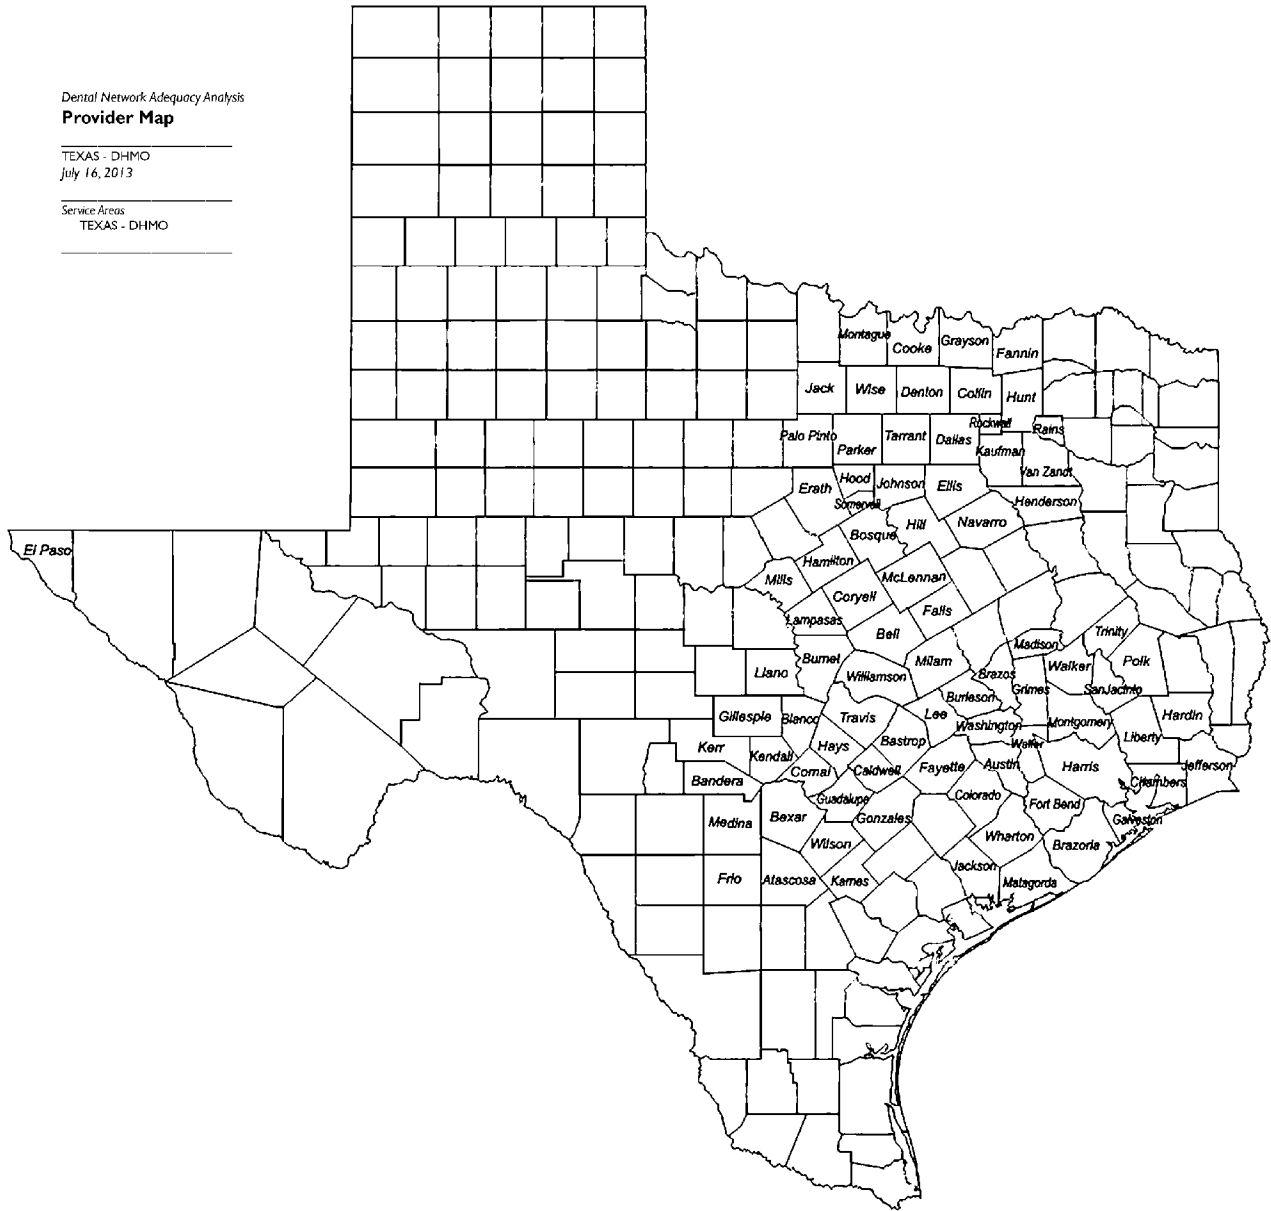 Dental Network Adequacy Analysis
Provider Map
TEXAS - DHMO
July 16, 2013
Service Areas
TEXAS - DHMO
Montague
Cooke
Grayson
Fannin
Jack
Wise
Denton
Collin
Hunt
Palo Pinto
Parker
Tarrant
Dallas
Rockwall
Rains
Kaufman
Van Zandt
Erath
Hood
Johnson
Ellis
Somervell
Henderson
Bosque
Hill
Navarro
El Paso
Hamilton
Mills
McLennan
Coryell
Lampasas
Falls
Bell
Burnet
Milam
Madison
Trinity
Llano
Williamson
Brazos
Walker
Polk
Grimes
San Jacinto
Burleson
Gillespie
Blanco
Travis
Lee
Washington
Montgomery
Hardin
Kerr
Kendall
Hays
Bastrop
Waller
Liberty
Bandera
Comal
Caldwell
Fayette
Austin
Harris
Jefferson
Chambers
Guadalupe
Colorado
Fort Bend
Medina
Bexar
Gonzales
Galveston
Wilson
Wharton
Brazoria
Frio
Atascosa
Karnes
Jackson
Matagorda